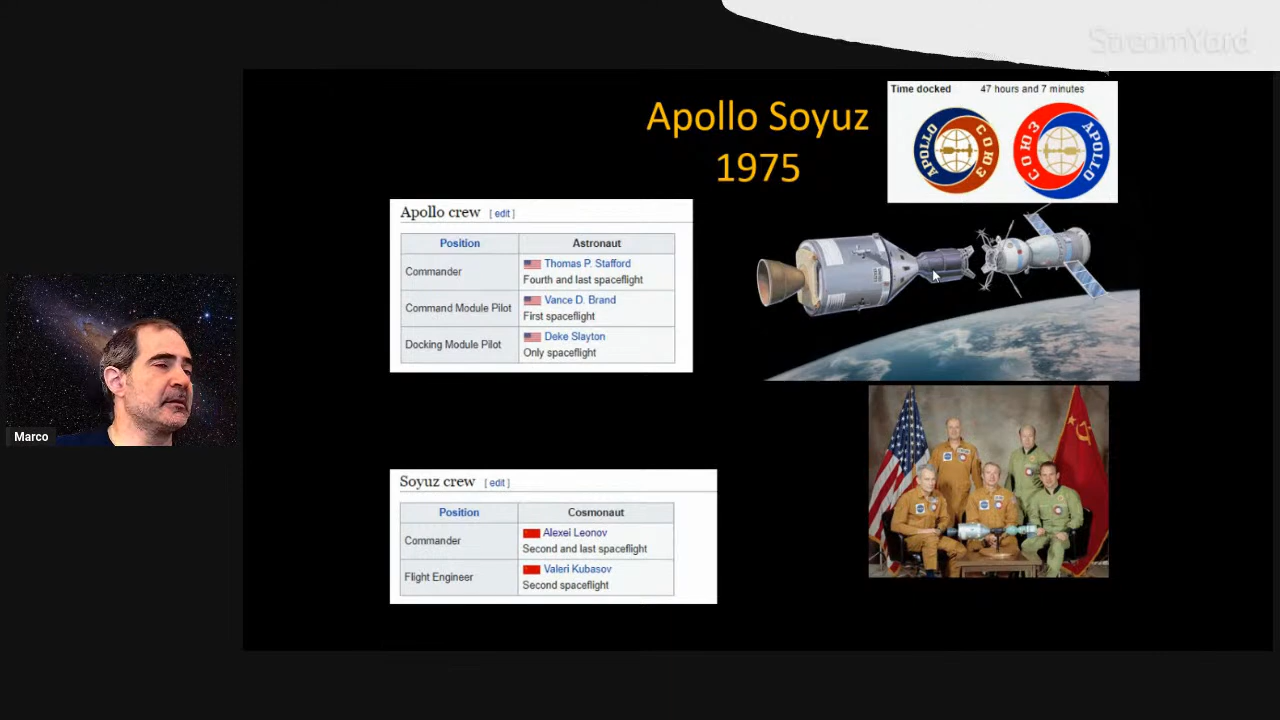 StreamYard
Apollo Soyuz
1975
Time docked 47 hours and 7 minutes
APOLLO СОЮЗ
СОЮЗ APOLLO
Apollo crew [ edit ]
Position Astronaut
Commander
Thomas P. Stafford
Fourth and last spaceflight
Command Module Pilot
Vance D. Brand
First spaceflight
Docking Module Pilot
Deke Slayton
Only spaceflight
Marco
Soyuz crew [ edit ]
Position Cosmonaut
Commander
Alexei Leonov
Second and last spaceflight
Flight Engineer
Valeri Kubasov
Second spaceflight